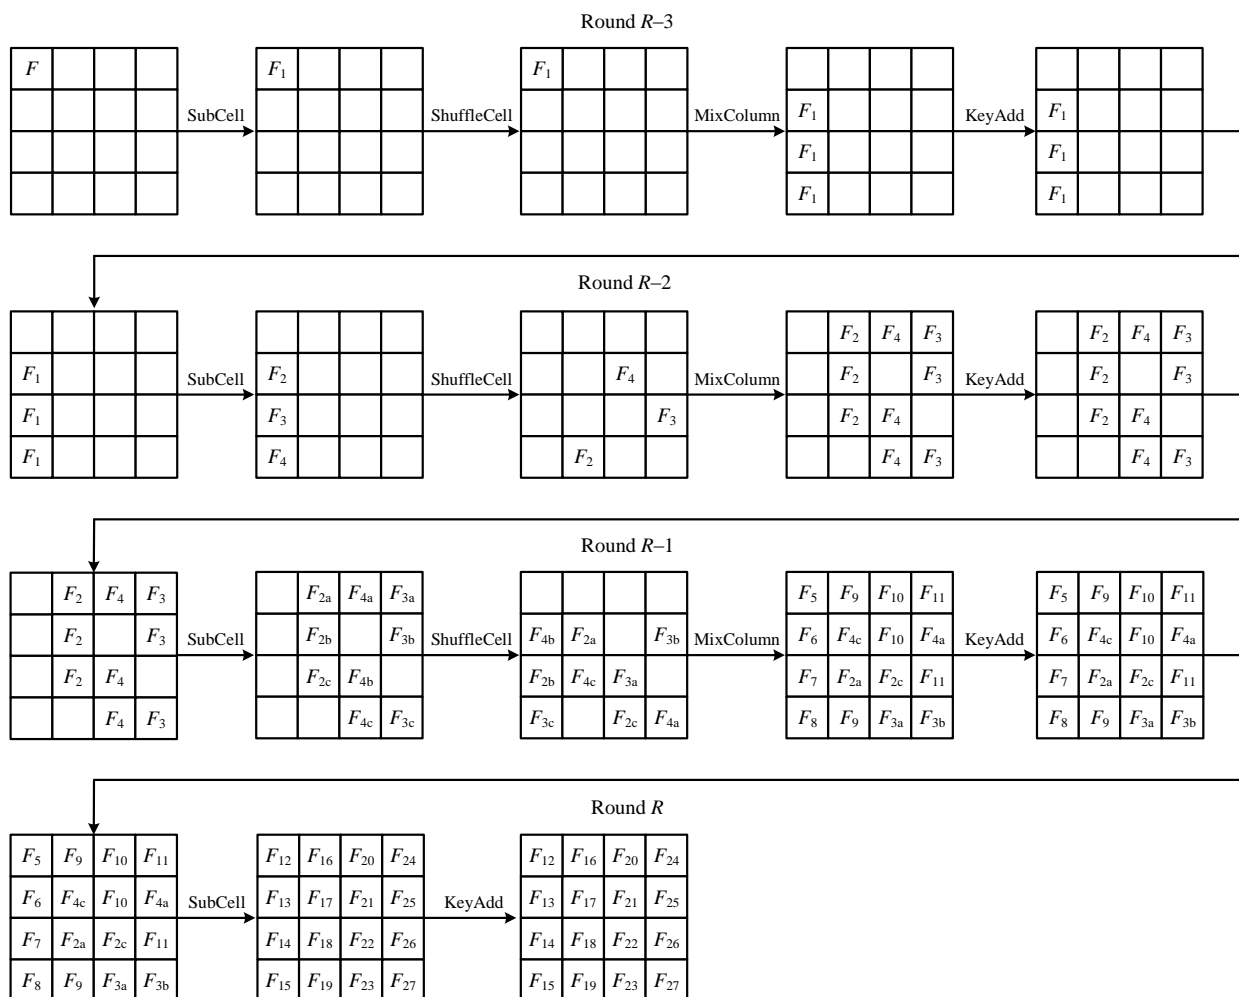 Round R–3
F F1 F1
SubCell ShuffleCell MixColumn KeyAdd
F1 F1
F1 F1
F1 F1
Round R–2
F2 F4 F3 F2 F4 F3
F1 F4 F2 F3 F2 F3
SubCell ShuffleCell MixColumn KeyAdd
F2
F1 F3 F3 F2 F4 F2 F4
F1 F4 F2 F4 F3 F4 F3
Round R–1
F2 F4 F3 F2a F4a F3a F5 F9 F10 F11 F5 F9 F10 F11
F2 F3 F2b F3b F4b F2a F3b F6 F4c F10 F4a F6 F4c F10 F4a
SubCell ShuffleCell MixColumn KeyAdd
F2 F4 F2c F4b F2b F4c F3a F7 F2a F2c F11 F7 F2a F2c F11
F4 F3 F4c F3c F3c F2c F4a F8 F9 F3a F3b F8 F9 F3a F3b
Round R
F5 F9 F10 F11 F12 F16 F20 F24 F12 F16 F20 F24
F6 F4c F10 F4a F13 F17 F21 F25 F13 F17 F21 F25
SubCell KeyAdd
F7 F2a F2c F11 F14 F18 F22 F26 F14 F18 F22 F26
F8 F9 F3a F3b F15 F19 F23 F27 F15 F19 F23 F27